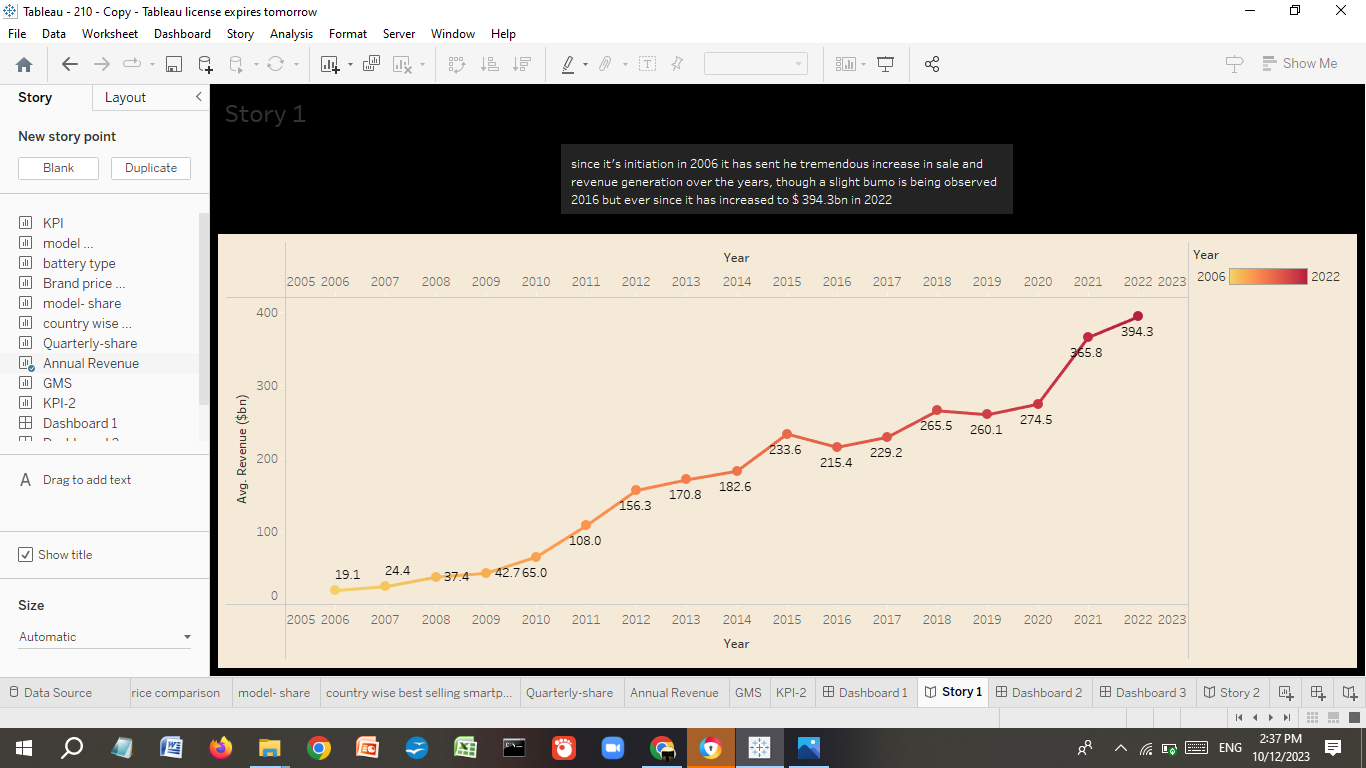 Tableau - 210 - Copy - Tableau license expires tomorrow
File Data Worksheet Dashboard Story Analysis Format Server Window Help
Show Me
Story Layout
New story point
Blank Duplicate
KPI
model ...
battery type
Brand price ...
model- share
country wise ...
Quarterly-share
Annual Revenue
GMS
KPI-2
Dashboard 1
A Drag to add text
Show title
Size
Automatic
Story 1
since it's initiation in 2006 it has sent he tremendous increase in sale and
revenue generation over the years, though a slight bumo is being observed
2016 but ever since it has increased to $ 394.3bn in 2022
Year
2005 2006 2007 2008 2009 2010 2011 2012 2013 2014 2015 2016 2017 2018 2019 2020 2021 2022 2023
Avg. Revenue ($bn)
400
300
200
100
0
19.1 24.4 37.4 42.7 65.0 108.0 156.3 170.8 182.6 233.6 215.4 229.2 265.5 260.1 274.5 365.8 394.3
2005 2006 2007 2008 2009 2010 2011 2012 2013 2014 2015 2016 2017 2018 2019 2020 2021 2022 2023
Year
Year
2006 2022
Data Source rice comparison model- share country wise best selling smartp... Quarterly-share Annual Revenue GMS KPI-2 Dashboard 1 Story 1 Dashboard 2 Dashboard 3 Story 2
ENG
2:37 PM
10/12/2023